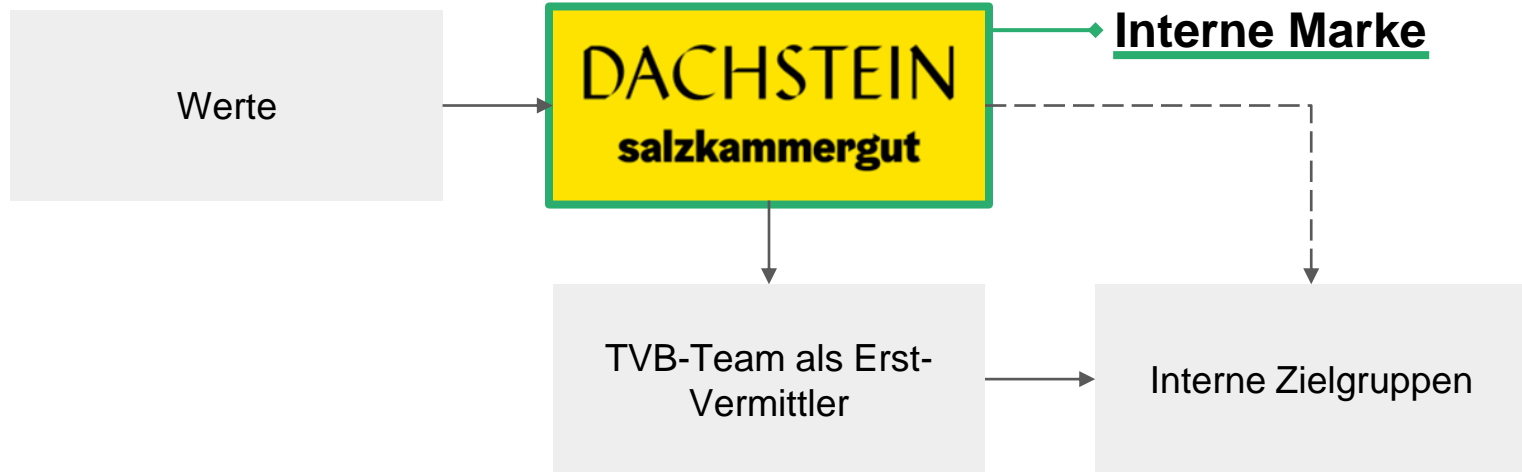 Werte
DACHSTEIN
salzkammergut
Interne Marke
TVB-Team als Erst-
Vermittler
Interne Zielgruppen